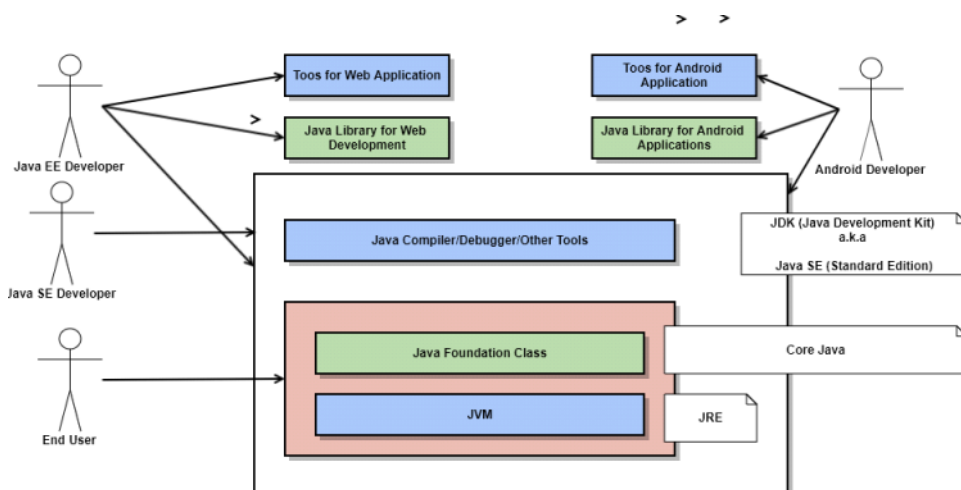 Toos for Web Application
Toos for Android
Application
Java Library for Web
Development
Java Library for Android
Applications
Java EE Developer
Android Developer
JDK (Java Development Kit)
a.k.a
Java SE (Standard Edition)
Java Compiler/Debugger/Other Tools
Java SE Developer
Java Foundation Class
Core Java
JVM
JRE
End User